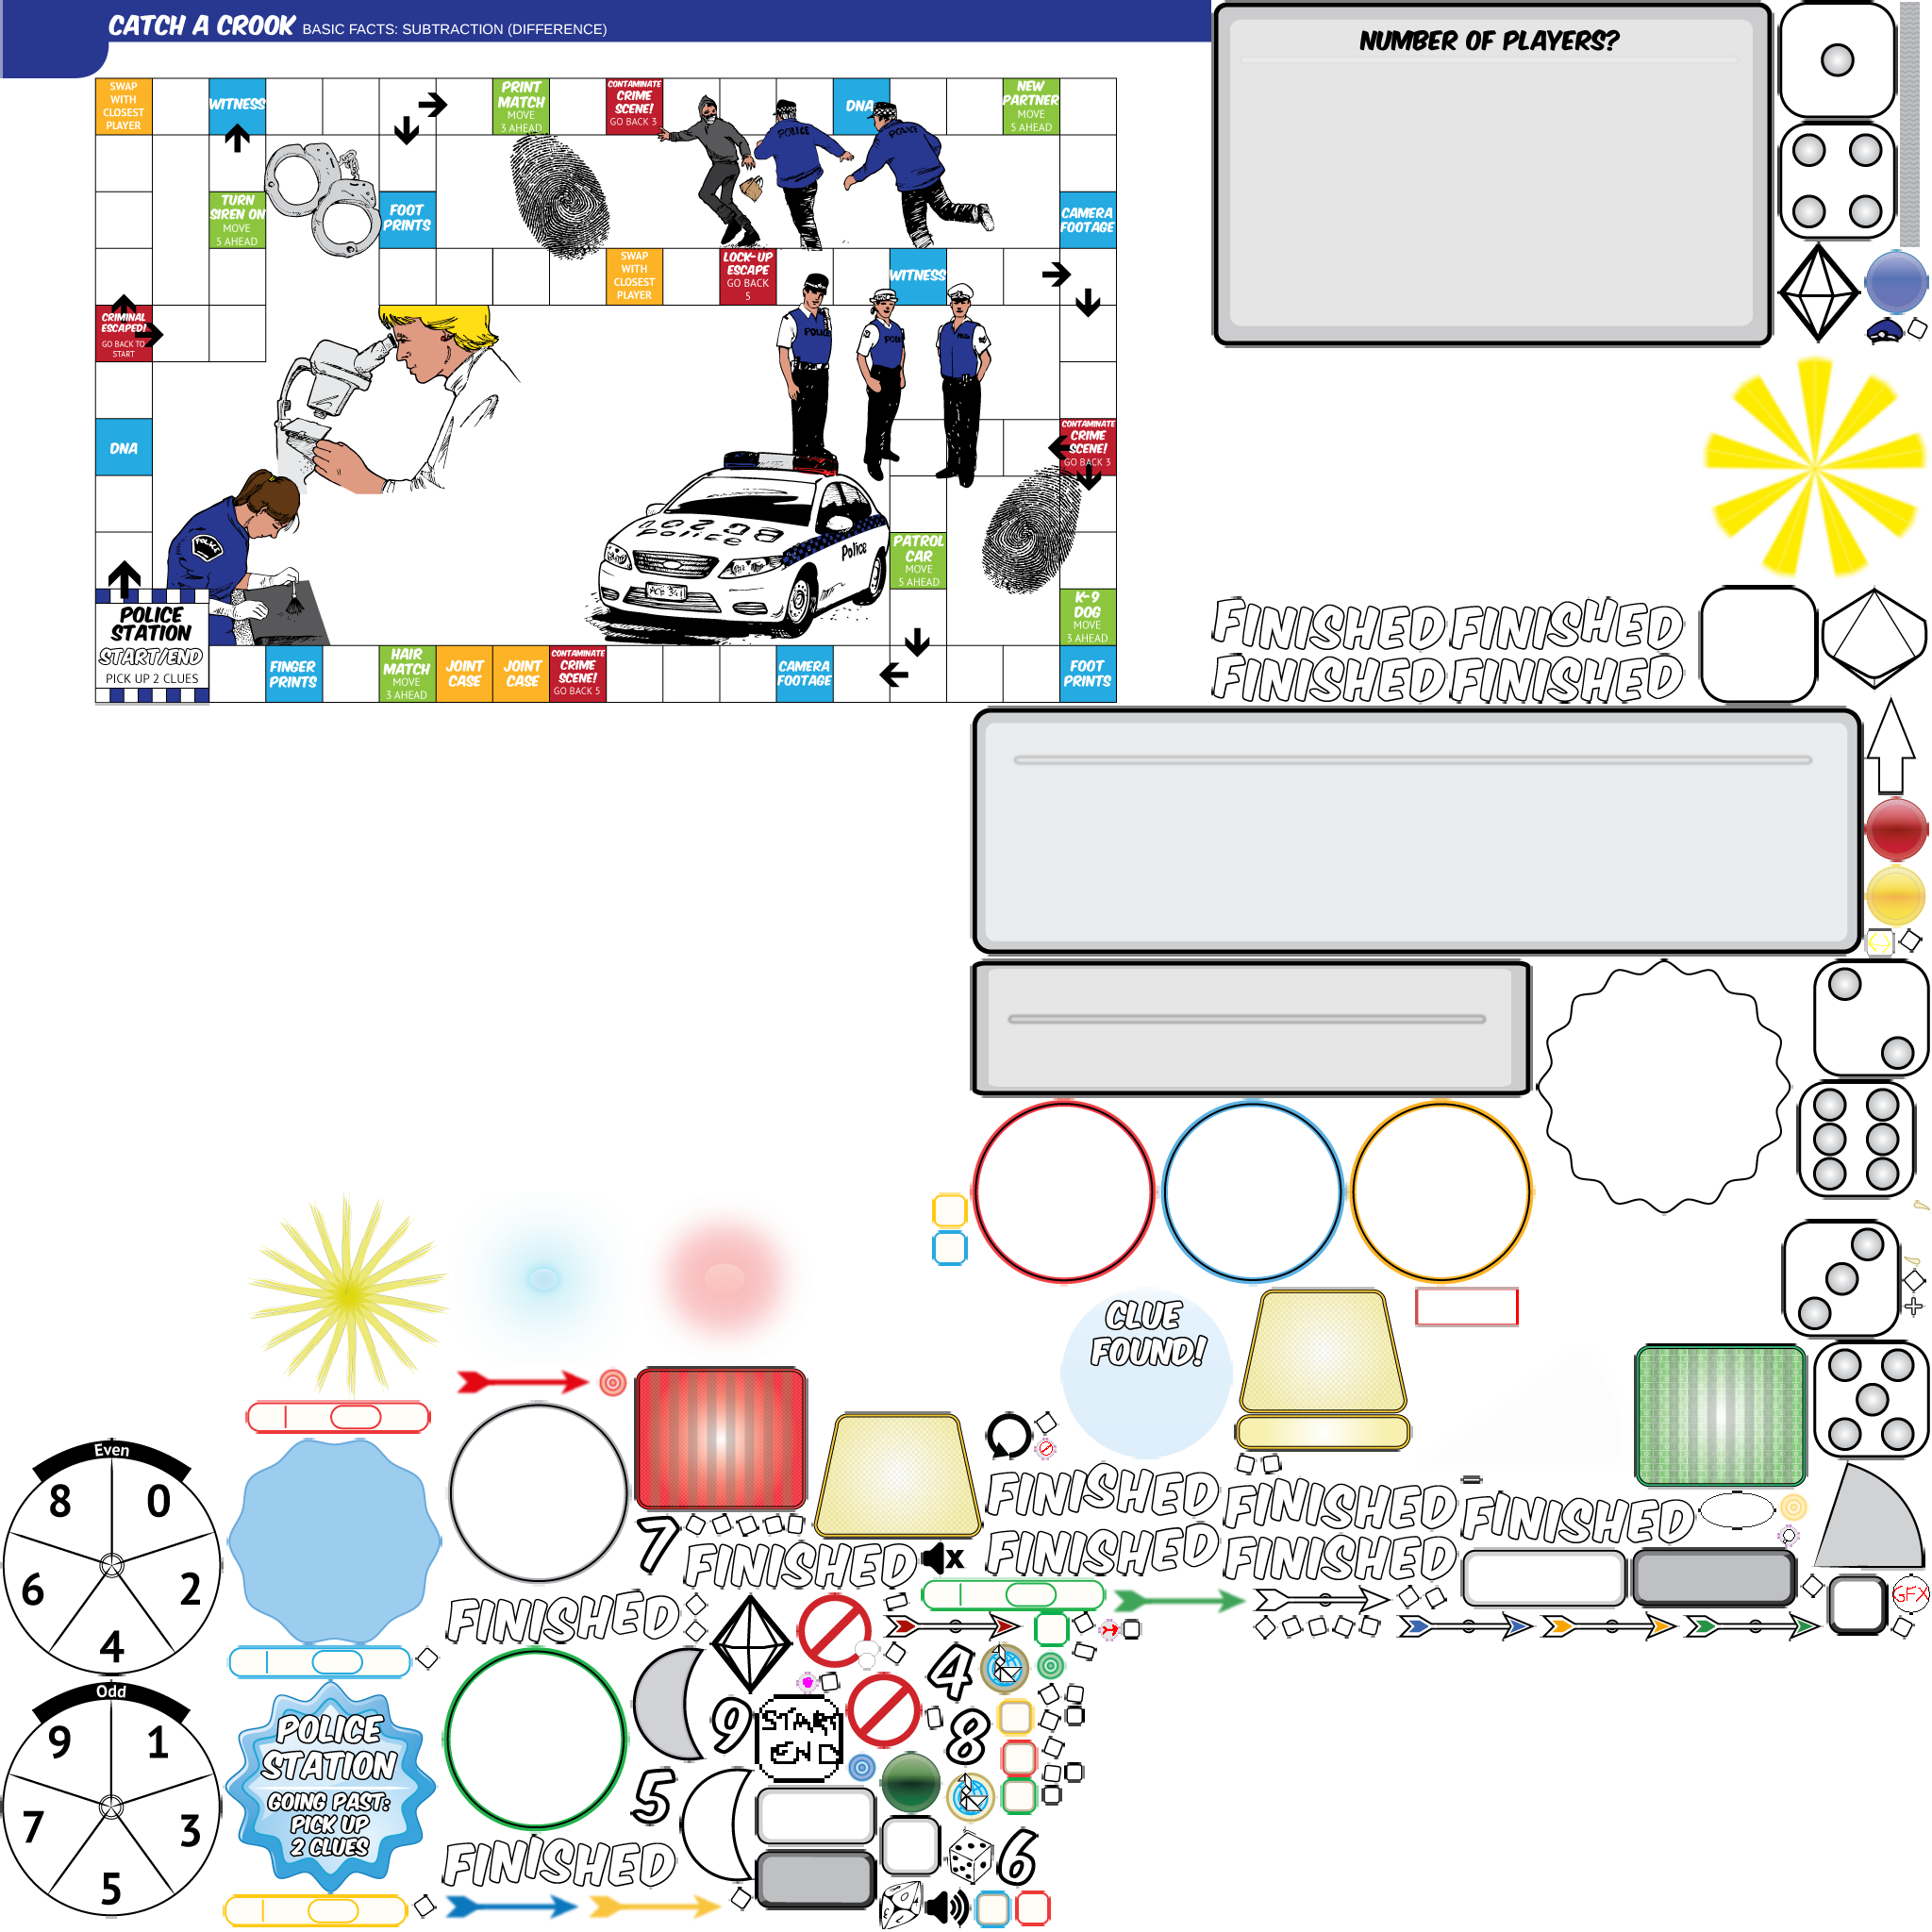 CATCH A CROOK BASIC FACTS: SUBTRACTION (DIFFERENCE)
NUMBER OF PLAYERS?
SWAP
WITH
CLOSEST
PLAYER
WITNESS
PRINT
MATCH
MOVE
3 AHEAD
CONTAMINATE
CRIME
SCENE!
GO BACK 3
POLICE
POLICE
DNA
NEW
PARTNER
MOVE
5 AHEAD
TURN
SIREN ON
MOVE
5 AHEAD
FOOT
PRINTS
CAMERA
FOOTAGE
SWAP
WITH
CLOSEST
PLAYER
LOCK-UP
ESCAPE
GO BACK
5
WITNESS
CRIMINAL
ESCAPED!
GO BACK TO
START
DNA
CONTAMINATE
CRIME
SCENE!
GO BACK 3
POLICE
Police
Police
PATROL
CAR
MOVE
5 AHEAD
K-9
DOG
MOVE
3 AHEAD
POLICE
STATION
START/END
PICK UP 2 CLUES
FINGER
PRINTS
HAIR
MATCH
MOVE
3 AHEAD
JOINT
CASE
JOINT
CASE
CONTAMINATE
CRIME
SCENE!
GO BACK 5
CAMERA
FOOTAGE
FOOT
PRINTS
FINISHED FINISHED
FINISHED FINISHED
CLUE
FOUND!
Even
8 0
6 2
4
Odd
9 1
7 3
5
POLICE
STATION
GOING PAST:
PICK UP
2 CLUES
7
FINISHED
FINISHED
FINISHED
FINISHED
FINISHED
FINISHED
FINISHED
GFX
4
9
START
END
8
5
6
FINISHED